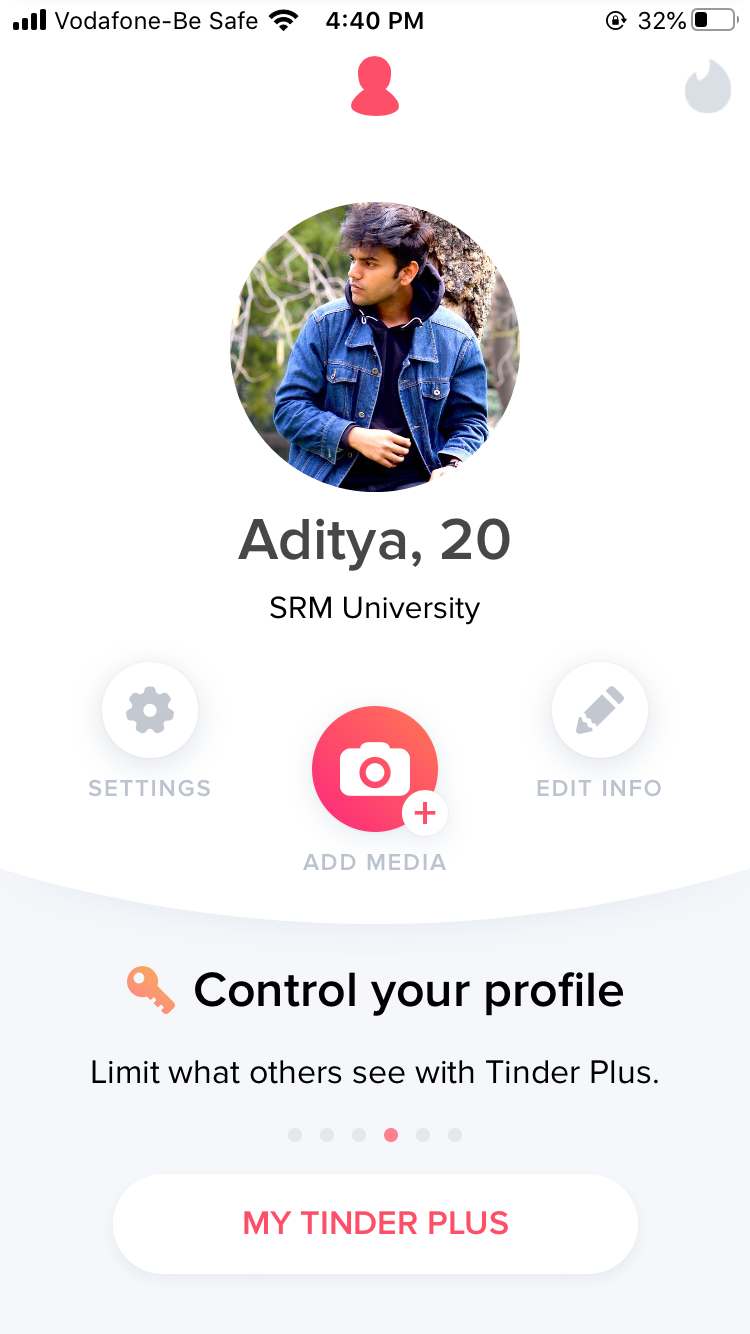 Vodafone-Be Safe 4:40 PM 32%
Aditya, 20
SRM University
SETTINGS
EDIT INFO
ADD MEDIA
Control your profile
Limit what others see with Tinder Plus.
MY TINDER PLUS